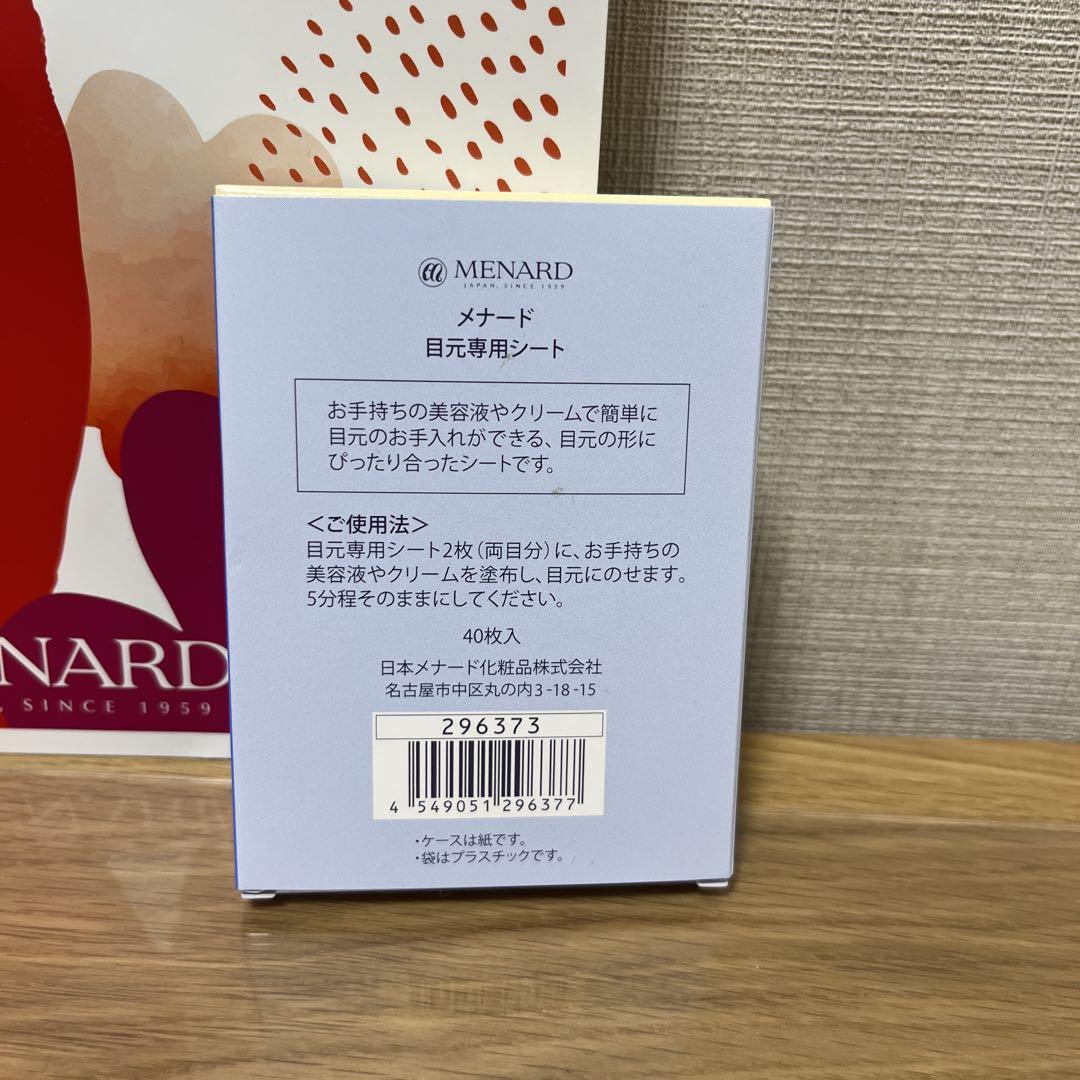 MENARD
JAPAN, SINCE 1959
メナード
目元専用シート
お手持ちの美容液やクリームで簡単に
目元のお手入れができる、目元の形に
ぴったり合ったシートです。
＜ご使用法＞
目元専用シート2枚（両目分）に、お手持ちの
美容液やクリームを塗布し、目元にのせます。
5分程そのままにしてください。
40枚入
日本メナード化粧品株式会社
名古屋市中区丸の内3-18-15
296373
4 549051 296377
・ケースは紙です。
・袋はプラスチックです。
NARD
, SINCE 1959